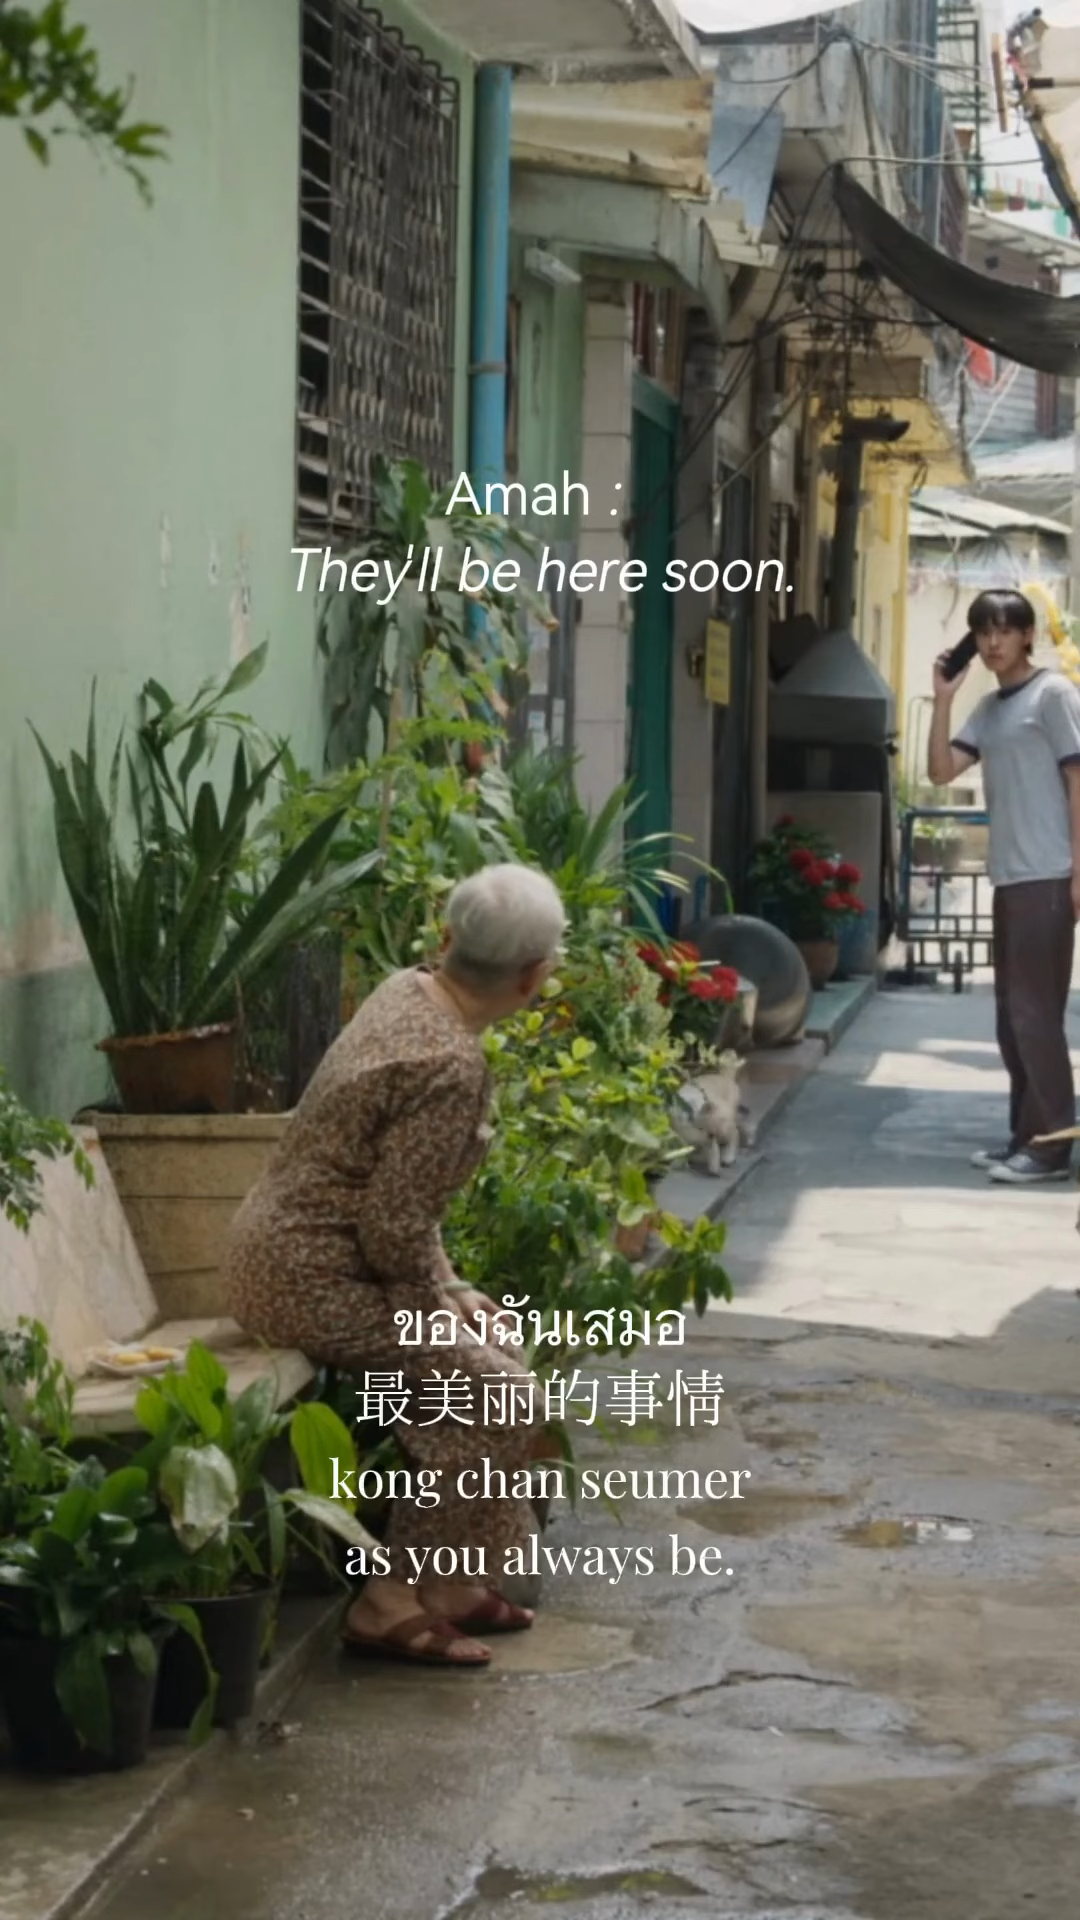 Amah :
They'll be here soon.
ของฉันเสมอ
最美丽的事情
kong chan seumer
as you always be.